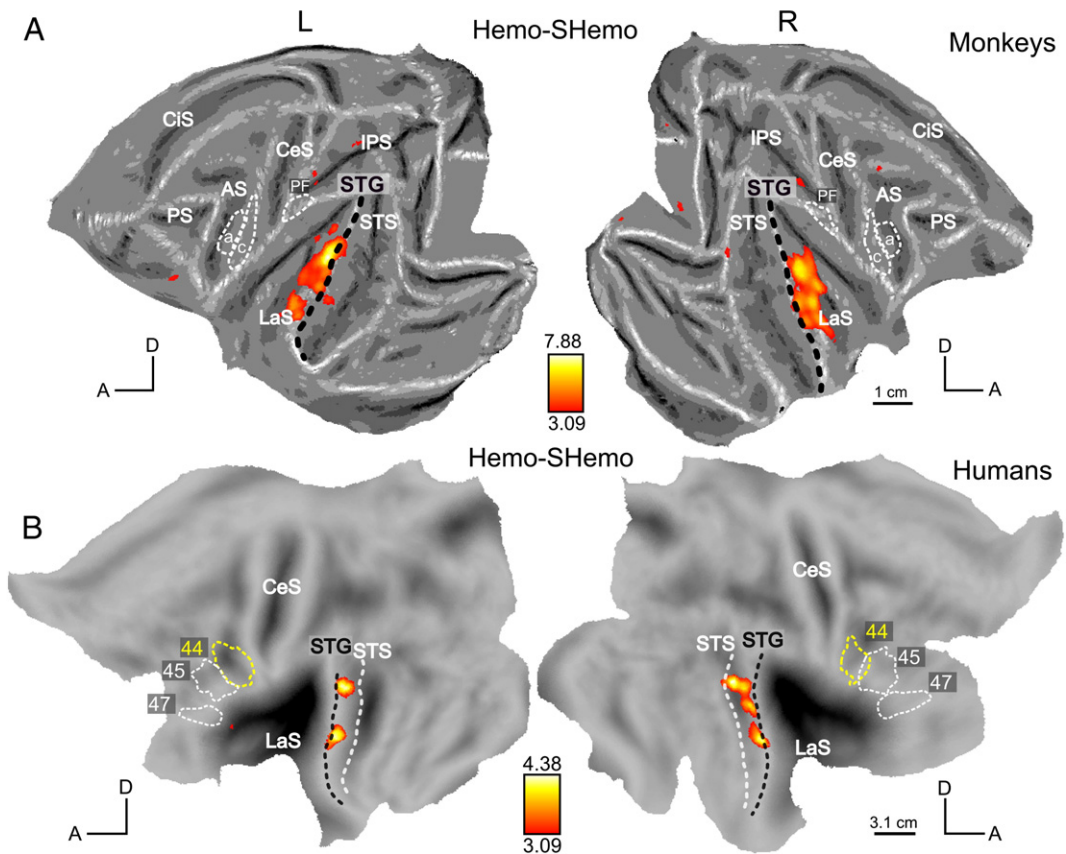 A
L
Hemo-SHemo
R
Monkeys
CiS
CeS
IPS
PF
STG
AS
STS
PS
a
c
LaS
IPS
CiS
CeS
STG
PF
AS
STS
PS
a
c
LaS
7.88
3.09
D
A
D
A
1 cm
Hemo-SHemo
Humans
B
CeS
44
STG
STS
45
47
LaS
CeS
STS
STG
44
45
47
LaS
4.38
3.09
D
A
D
A
3.1 cm